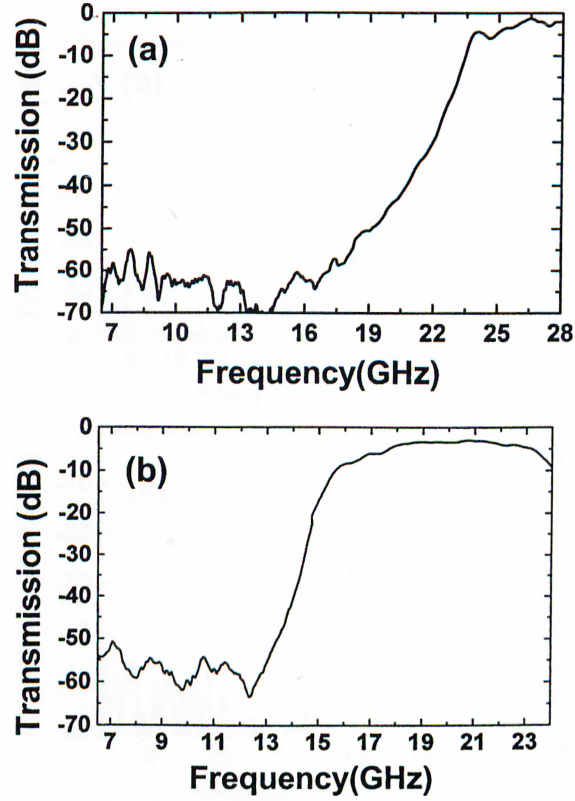 (a)
Transmission (dB)
0
-10
-20
-30
-40
-50
-60
-70
7 10 13 16 19 22 25 28
Frequency(GHz)
(b)
Transmission (dB)
0
-10
-20
-30
-40
-50
-60
-70
7 9 11 13 15 17 19 21 23
Frequency(GHz)